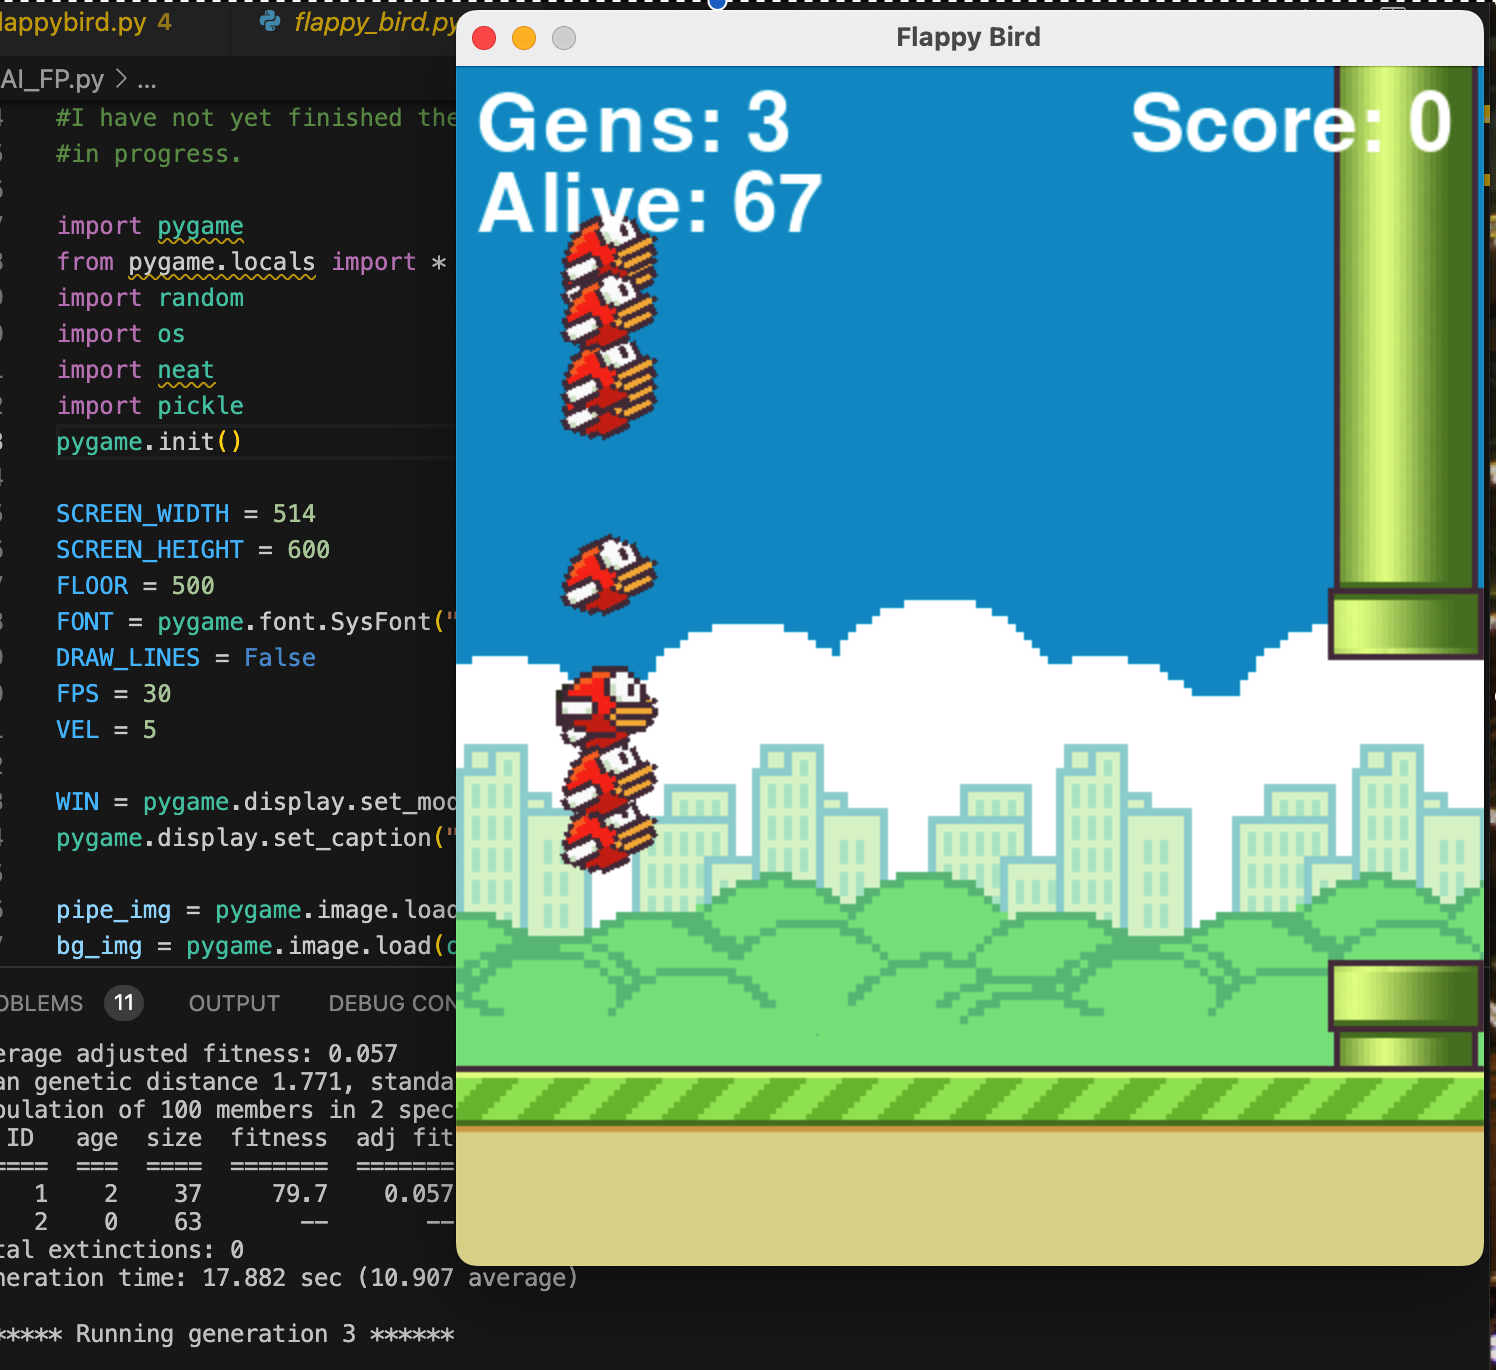 lappybird.py 4
flappy_bird.py
Flappy Bird
AI_FP.py > ...
Gens: 3
Score: 0
Alive: 67
#I have not yet finished the
#in progress.
import pygame
from pygame.locals import *
import random
import os
import neat
import pickle
pygame.init()
SCREEN_WIDTH = 514
SCREEN_HEIGHT = 600
FLOOR = 500
FONT = pygame.font.SysFont("
DRAW_LINES = False
FPS = 30
VEL = 5
WIN = pygame.display.set_mod
pygame.display.set_caption("
pipe_img = pygame.image.load
bg_img = pygame.image.load(o
OBLEMS 11 OUTPUT DEBUG CON
erage adjusted fitness: 0.057
an genetic distance 1.771, standa
pulation of 100 members in 2 spec
ID age size fitness adj fit
==== === ==== ======= =======
1 2 37 79.7 0.057
2 0 63 -- --
tal extinctions: 0
neration time: 17.882 sec (10.907 average)
***** Running generation 3 ******